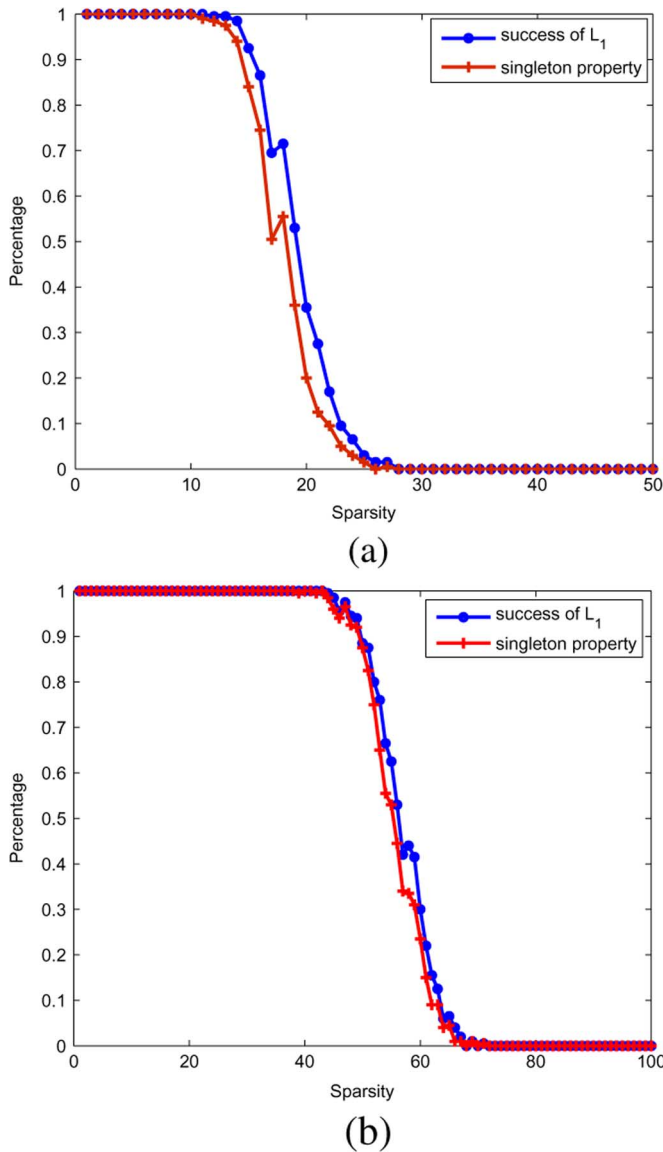 1
0.9
0.8
0.7
0.6
0.5
0.4
0.3
0.2
0.1
0
Percentage
success of L₁
singleton property
0 10 20 30 40 50
Sparsity
(a)
1
0.9
0.8
0.7
0.6
0.5
0.4
0.3
0.2
0.1
0
Percentage
success of L₁
singleton property
0 20 40 60 80 100
Sparsity
(b)